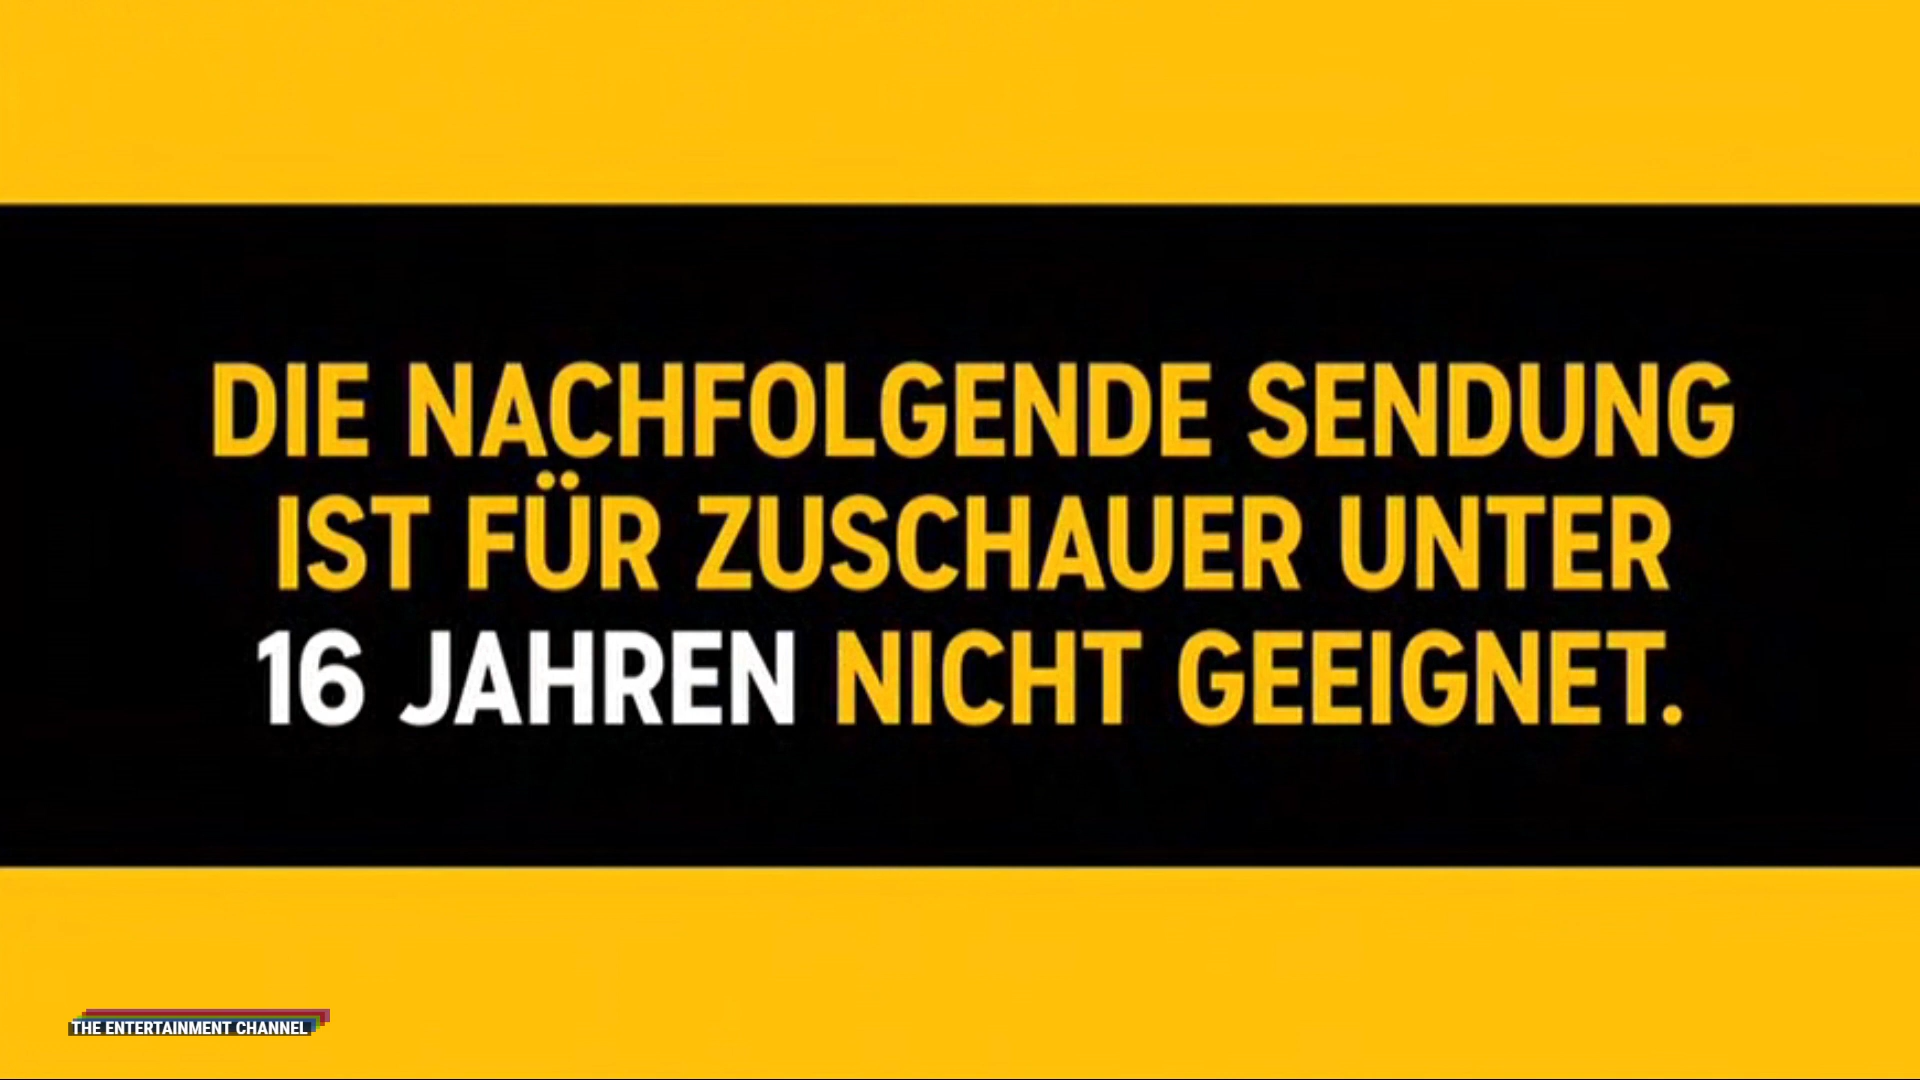 DIE NACHFOLGENDE SENDUNG
IST FÜR ZUSCHAUER UNTER
16 JAHREN NICHT GEEIGNET.
THE ENTERTAINMENT CHANNEL